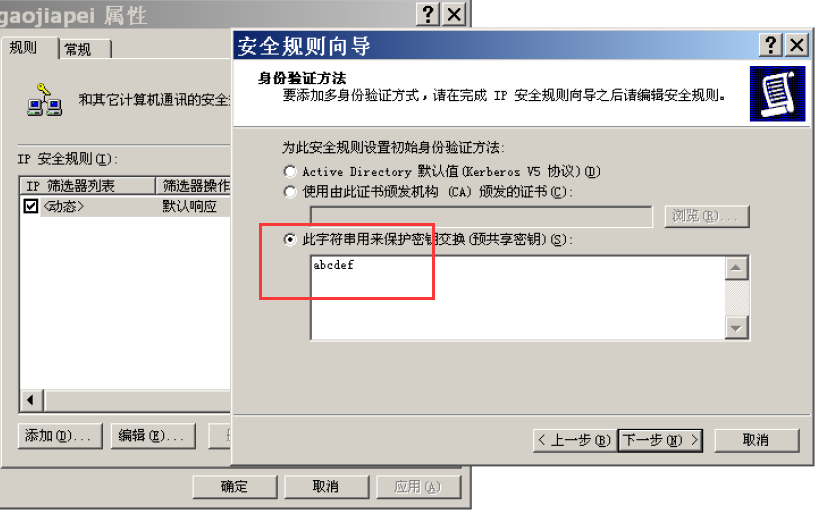 gaojiapei 属性
规则
常规
和其它计算机通讯的安全
IP 安全规则(I):
IP 筛选器列表
筛选器操作
<动态>
默认响应
添加(D)...
编辑(E)...
确定
取消
应用(A)
安全规则向导
身份验证方法
要添加多身份验证方式，请在完成 IP 安全规则向导之后请编辑安全规则。
为此安全规则设置初始身份验证方法:
Active Directory 默认值(Kerberos V5 协议)(D)
使用由此证书颁发机构 (CA) 颁发的证书(C):
浏览(R)...
此字符串用来保护密钥交换(预共享密钥)(S):
abcdef
< 上一步(B)
下一步(N) >
取消